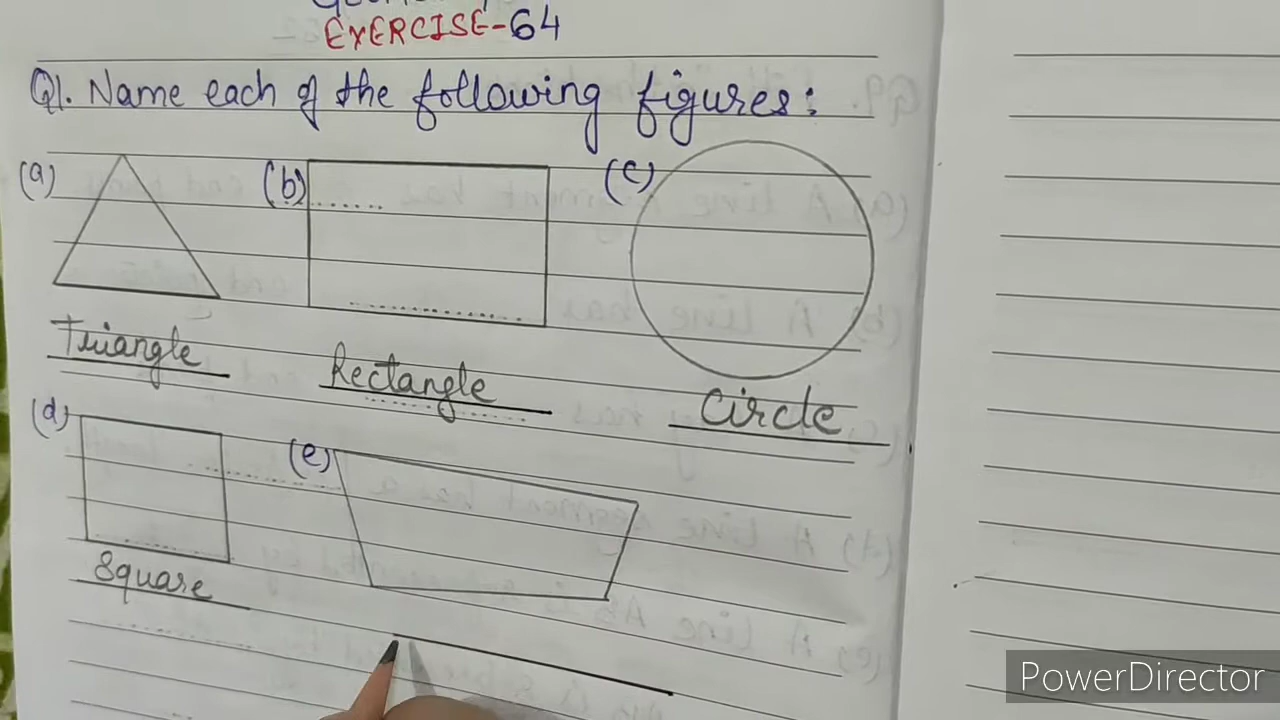 EXERCISE-64
Q1. Name each of the following figures:
(a) (b) (c)
Triangle Rectangle Circle
(d) (e)
Square
PowerDirector